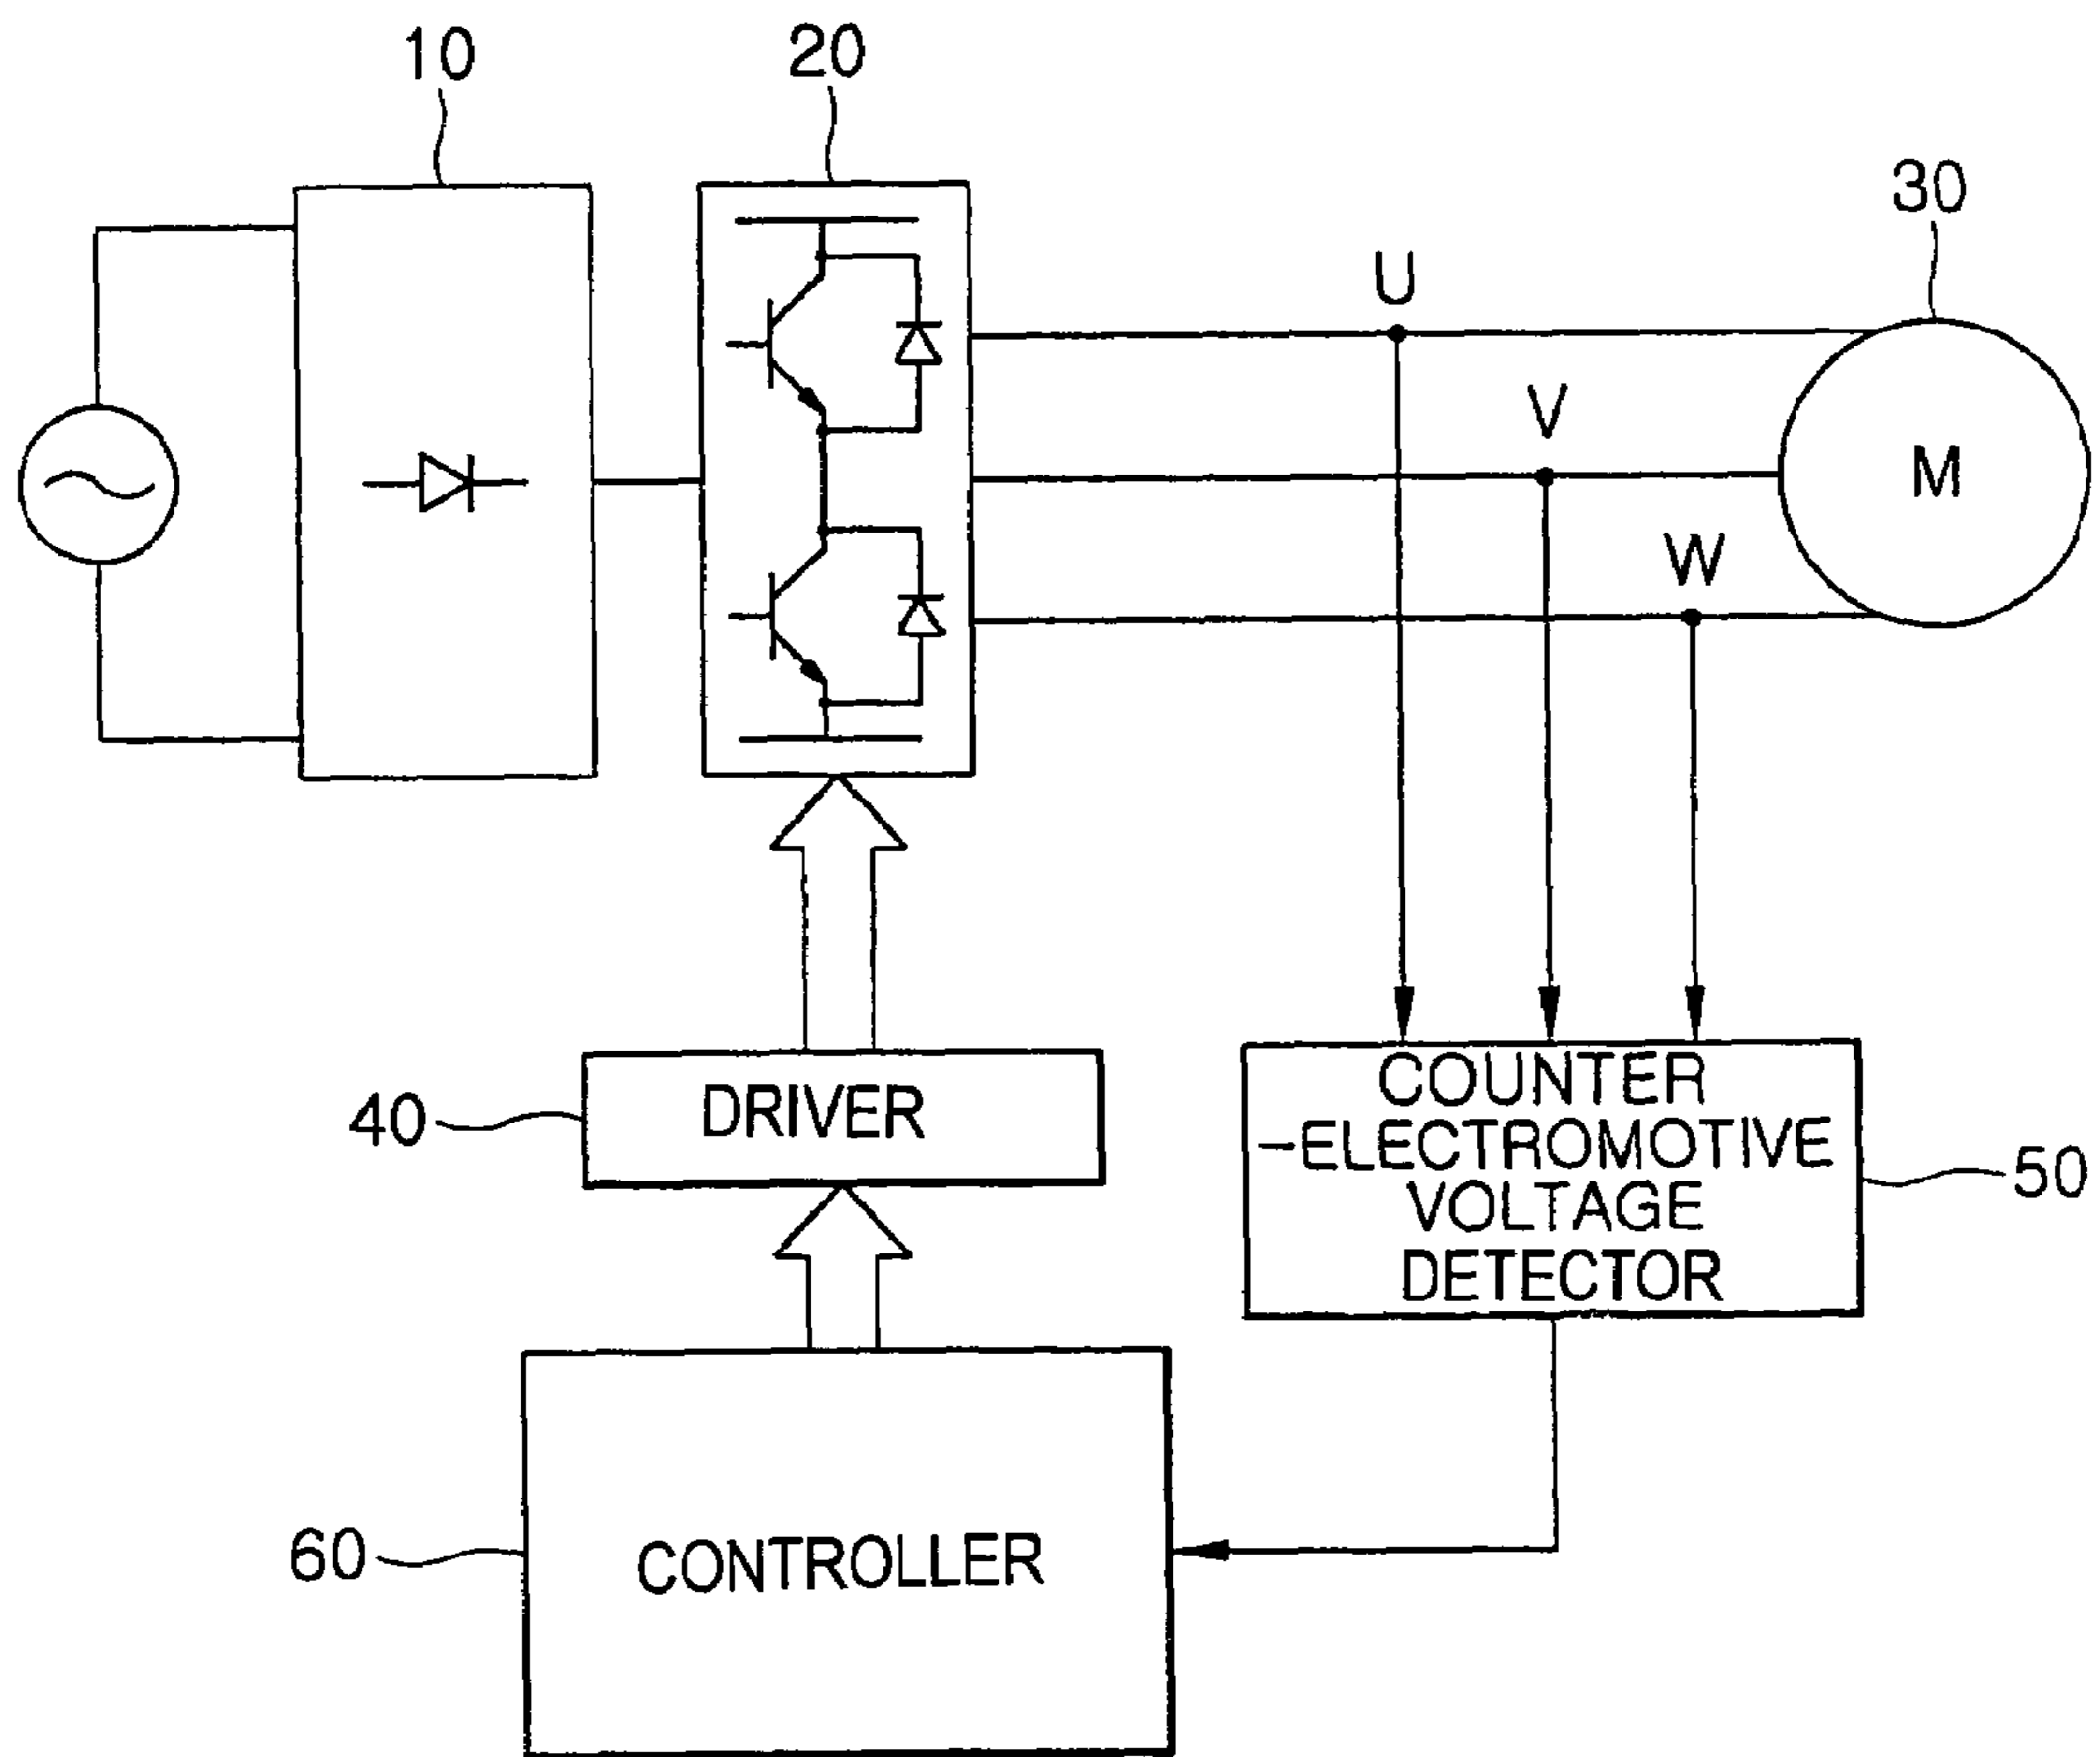 10
20
30
U
V
M
W
40
DRIVER
COUNTER
-ELECTROMOTIVE
VOLTAGE
DETECTOR
50
60
CONTROLLER